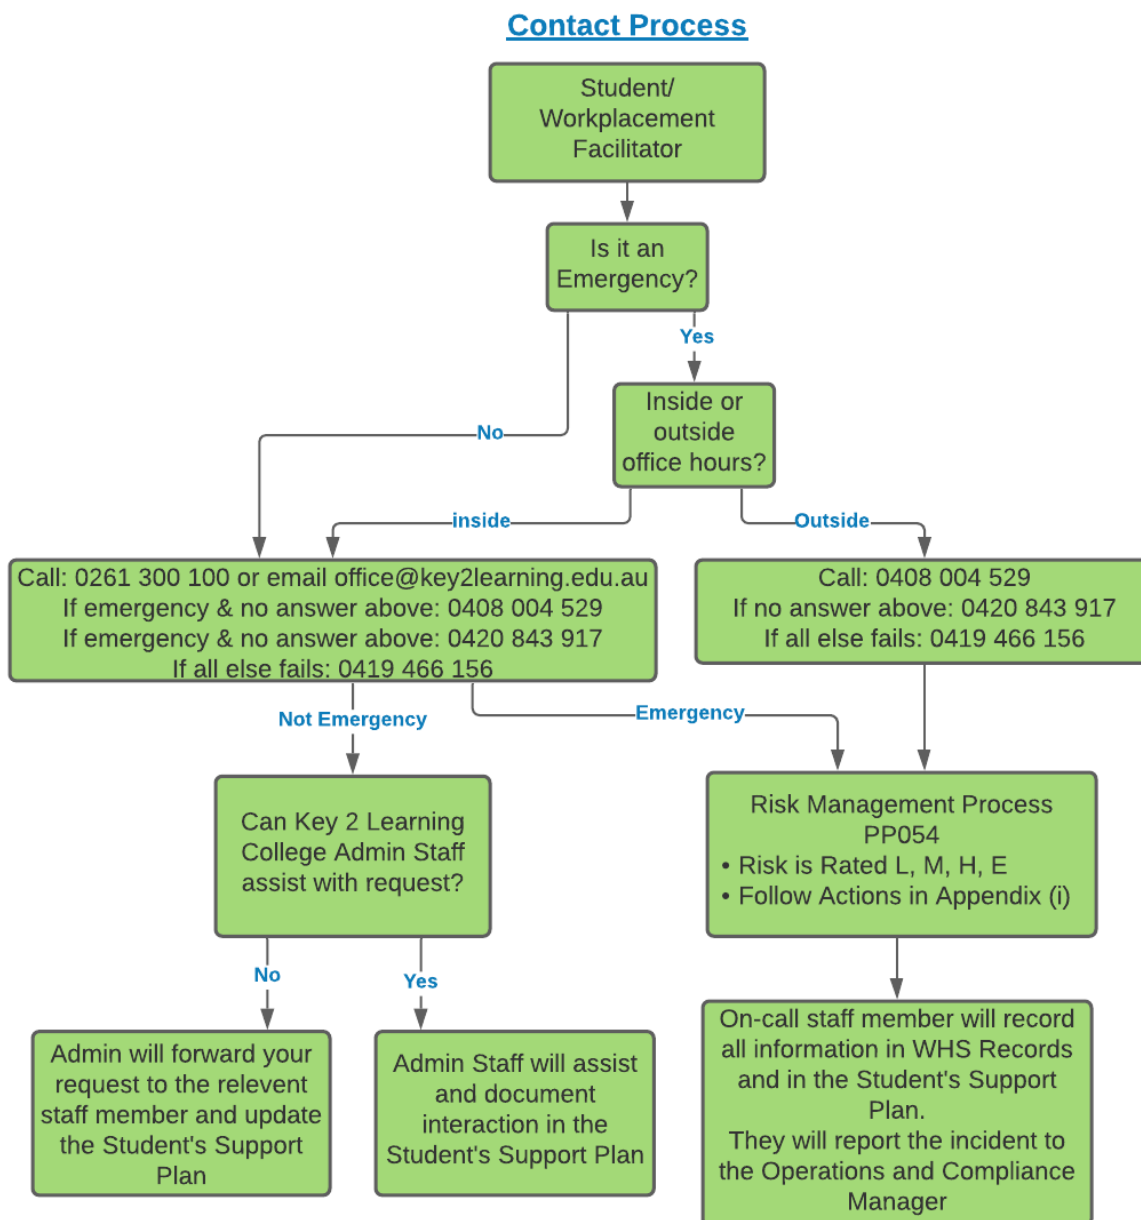 Contact Process
Student/
Workplacement
Facilitator
Is it an
Emergency?
Yes
No
Inside or
outside
office hours?
inside
Outside
Call: 0261 300 100 or email office@key2learning.edu.au
If emergency & no answer above: 0408 004 529
If emergency & no answer above: 0420 843 917
If all else fails: 0419 466 156
Call: 0408 004 529
If no answer above: 0420 843 917
If all else fails: 0419 466 156
Not Emergency
Emergency
Can Key 2 Learning
College Admin Staff
assist with request?
Risk Management Process
PP054
• Risk is Rated L, M, H, E
• Follow Actions in Appendix (i)
No
Yes
Admin will forward your
request to the relevent
staff member and update
the Student's Support
Plan
Admin Staff will assist
and document
interaction in the
Student's Support Plan
On-call staff member will record
all information in WHS Records
and in the Student's Support
Plan.
They will report the incident to
the Operations and Compliance
Manager